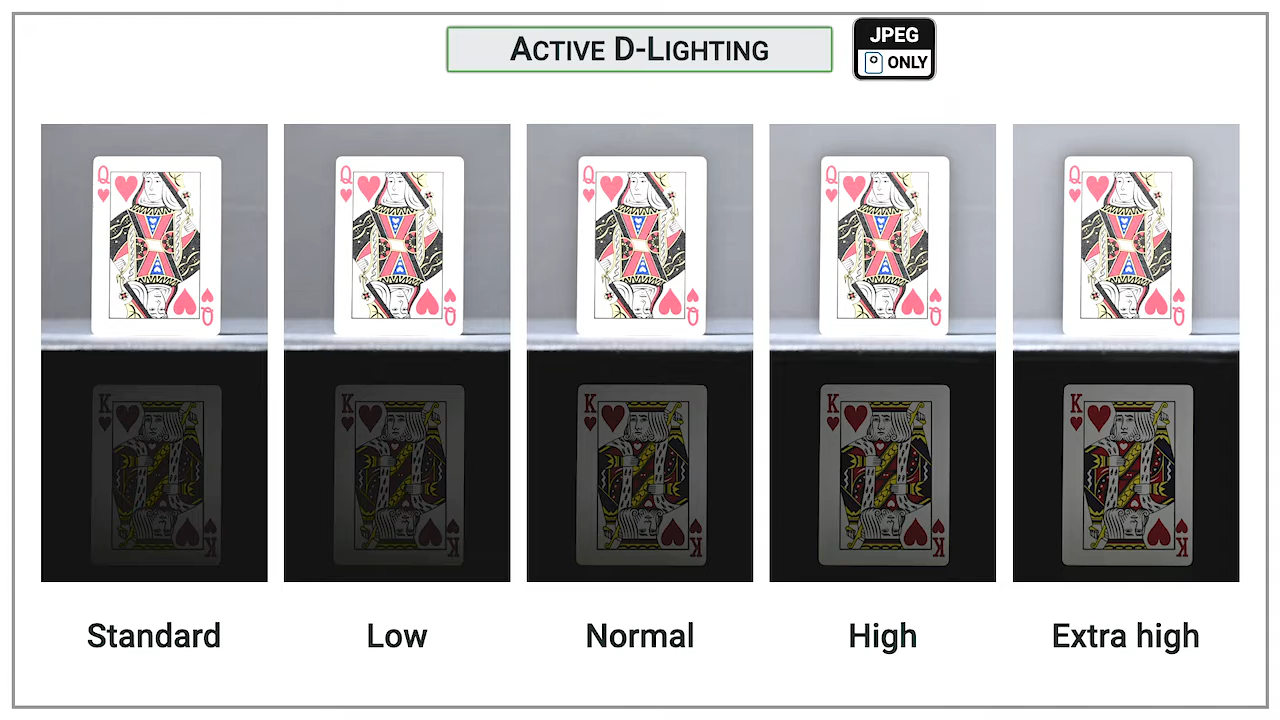 ACTIVE D-LIGHTING
JPEG
ONLY
Q Q Q Q Q
Q Q Q Q Q
K K K K K
K K K K K
Standard Low Normal High Extra high